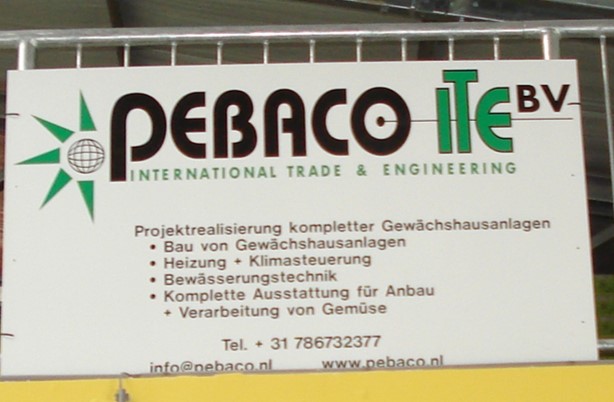 PEBACO ITE BV
INTERNATIONAL TRADE & ENGINEERING
Projektrealisierung kompletter Gewächshausanlagen
• Bau von Gewächshausanlagen
• Heizung + Klimasteuerung
• Bewässerungstechnik
• Komplette Ausstattung für Anbau
+ Verarbeitung von Gemüse
Tel. + 31 786732377
info@pebaco.nl www.pebaco.nl